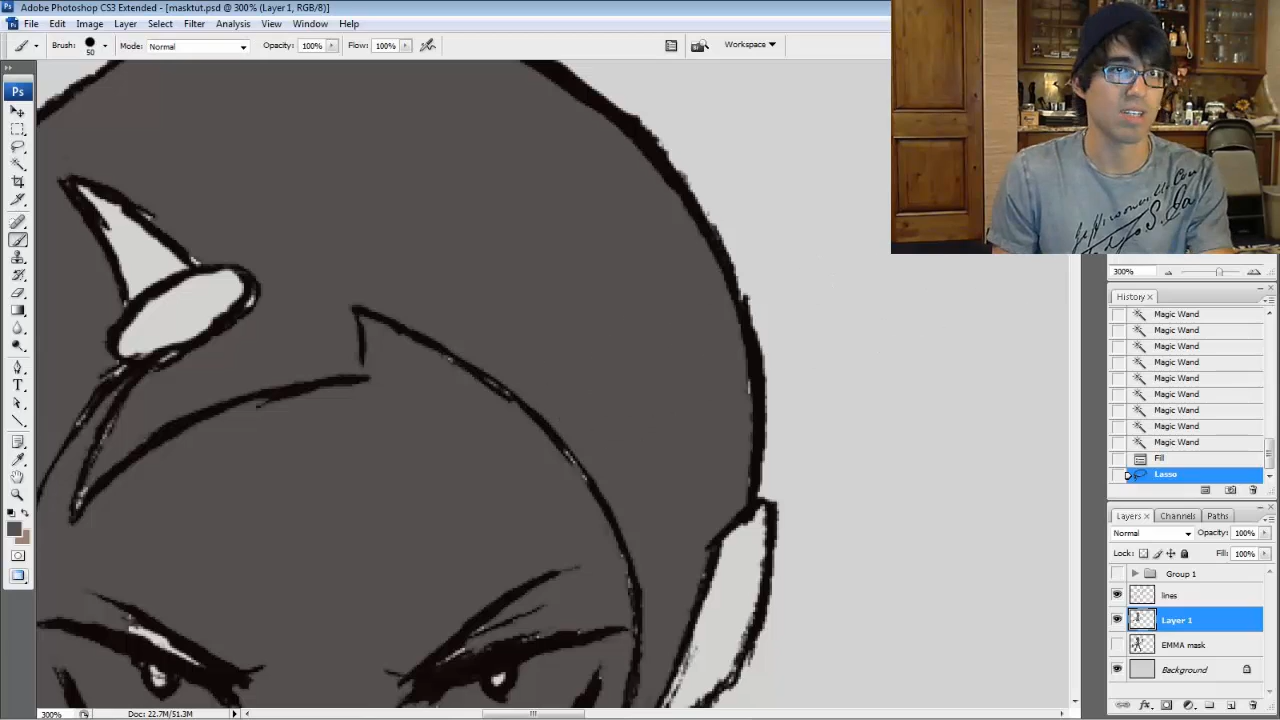 Adobe Photoshop CS3 Extended - [masktut.psd @ 300% (Layer 1, RGB/8)]
File Edit Image Layer Select Filter Analysis View Window Help
Brush: 50 Mode: Normal Opacity: 100% Flow: 100% Workspace
Ps
300%
History
Magic Wand
Magic Wand
Magic Wand
Magic Wand
Magic Wand
Magic Wand
Magic Wand
Magic Wand
Magic Wand
Fill
Lasso
Layers Channels Paths
Normal Opacity: 100%
Lock: Fill: 100%
Group 1
lines
Layer 1
EMMA mask
Background
300% Doc: 22.7M/51.3M